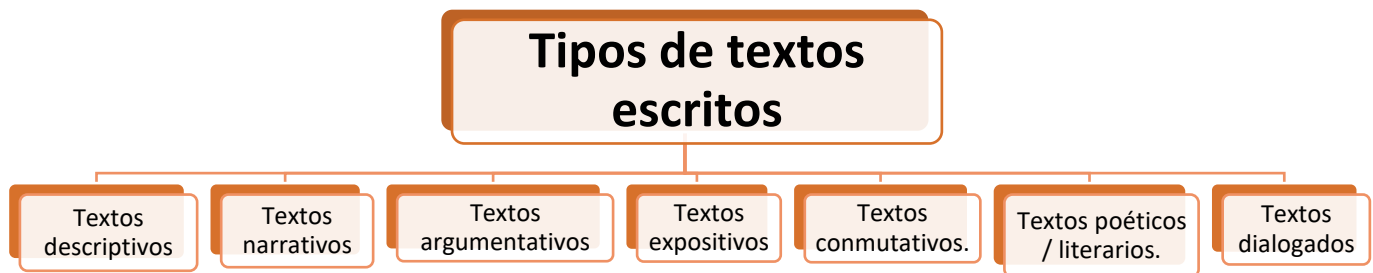 Tipos de textos
escritos
Textos
descriptivos
Textos
narrativos
Textos
argumentativos
Textos
expositivos
Textos
conmutativos.
Textos poéticos
/ literarios.
Textos
dialogados